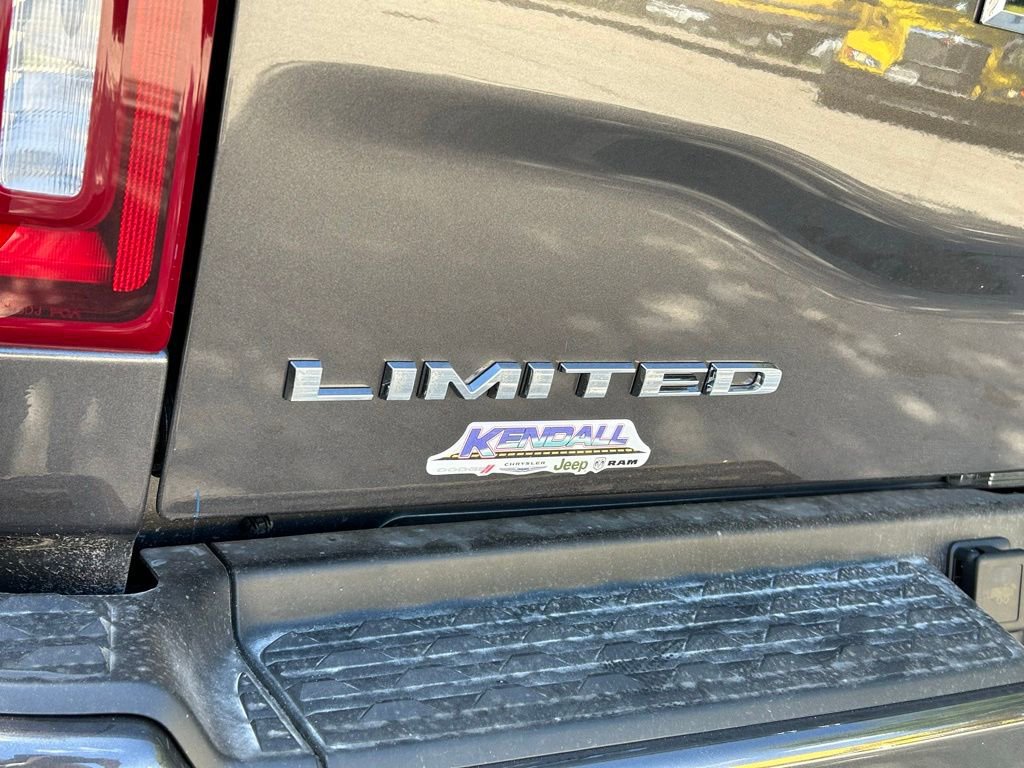 LIMITED
KENDALL
DODGE CHRYSLER Jeep RAM